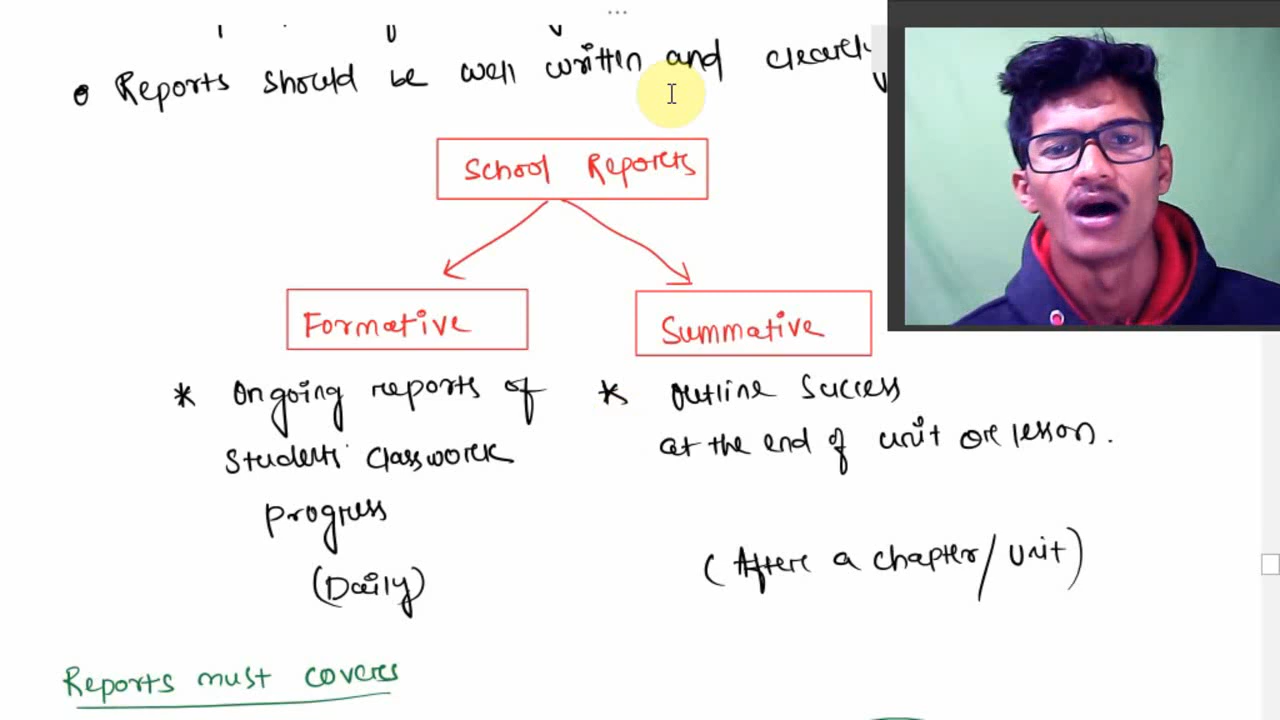 • Reports should be well written and clearly
School Reports
Formative
Summative
* Ongoing reports of
students' classwork
progress
(Daily)
* Outline success
at the end of unit or lesson.
(After a chapter/unit)
Reports must covers